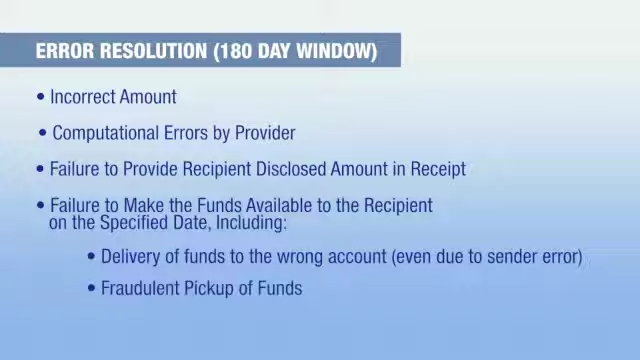 ERROR RESOLUTION (180 DAY WINDOW)
• Incorrect Amount
• Computational Errors by Provider
• Failure to Provide Recipient Disclosed Amount in Receipt
• Failure to Make the Funds Available to the Recipient
on the Specified Date, Including:
• Delivery of funds to the wrong account (even due to sender error)
• Fraudulent Pickup of Funds